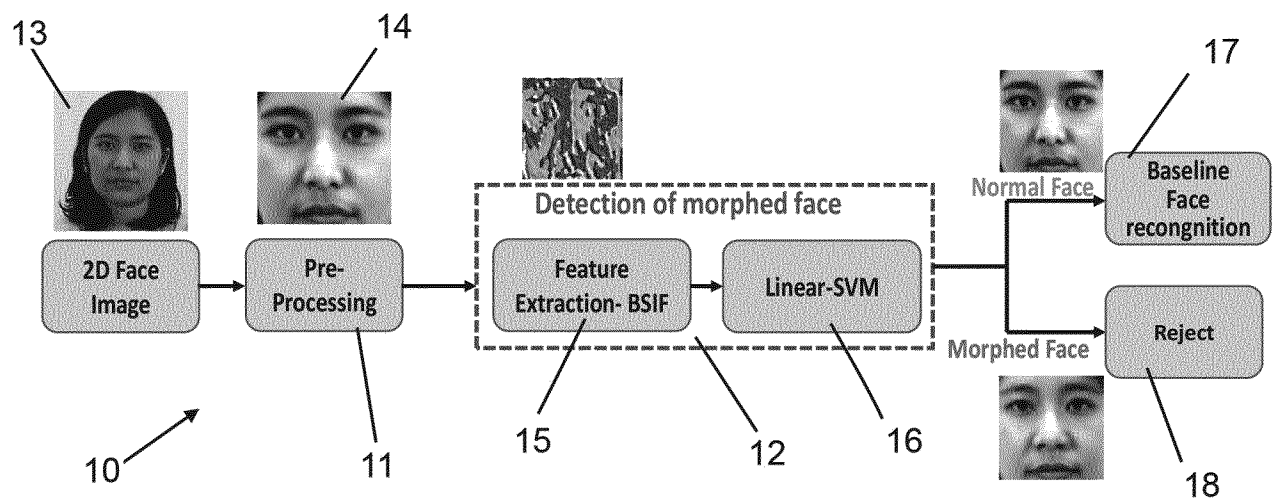 13
14
17
Normal Face
Baseline
Face
recongnition
Detection of morphed face
2D Face
Image
Pre-
Processing
Feature
Extraction- BSIF
Linear-SVM
Morphed Face
Reject
10
11
15
12
16
18